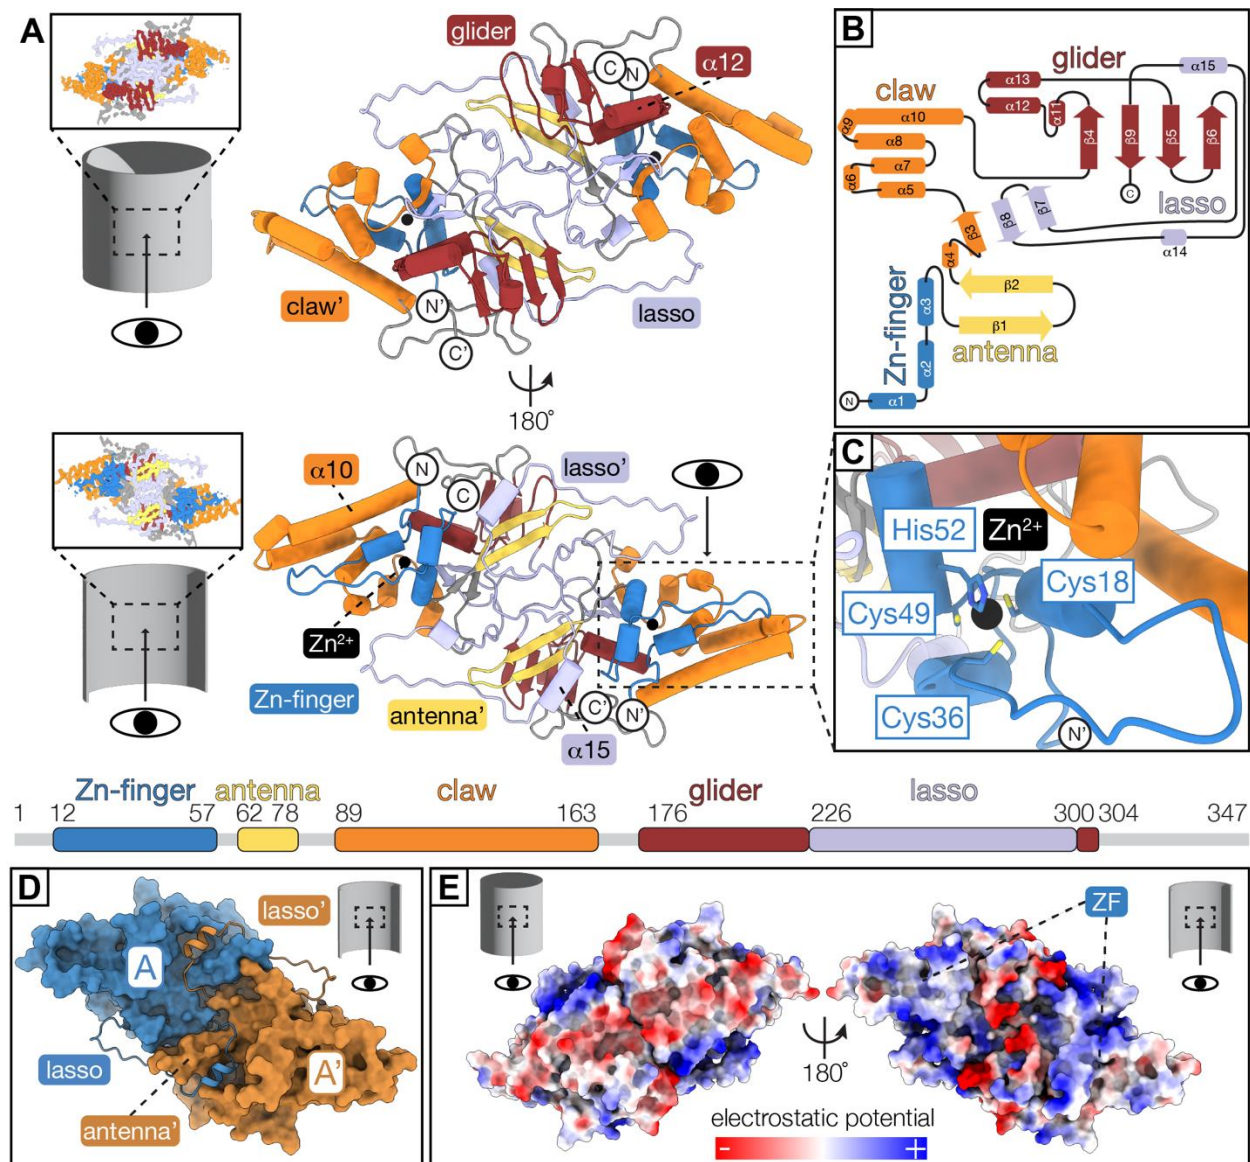 A
glider
C
N
α12
claw’
N’
C’
lasso
180°
α10
N
C
lasso’
Zn²⁺
Zn-finger
antenna’
C’
N’
α15
B
glider
claw
α15
α13
α12
α11
α10
α9
α8
α7
α6
α5
β4
β9
β5
β6
C
lasso
β3
β8
β7
α14
α4
β2
β1
antenna
Zn-finger
α3
α2
N
α1
C
His52
Zn²⁺
Cys18
Cys49
Cys36
N’
Zn-finger
antenna
claw
glider
lasso
1
12
57
62
78
89
163
176
226
300
304
347
D
lasso’
A
lasso
A’
antenna’
E
ZF
180°
electrostatic potential
-
+